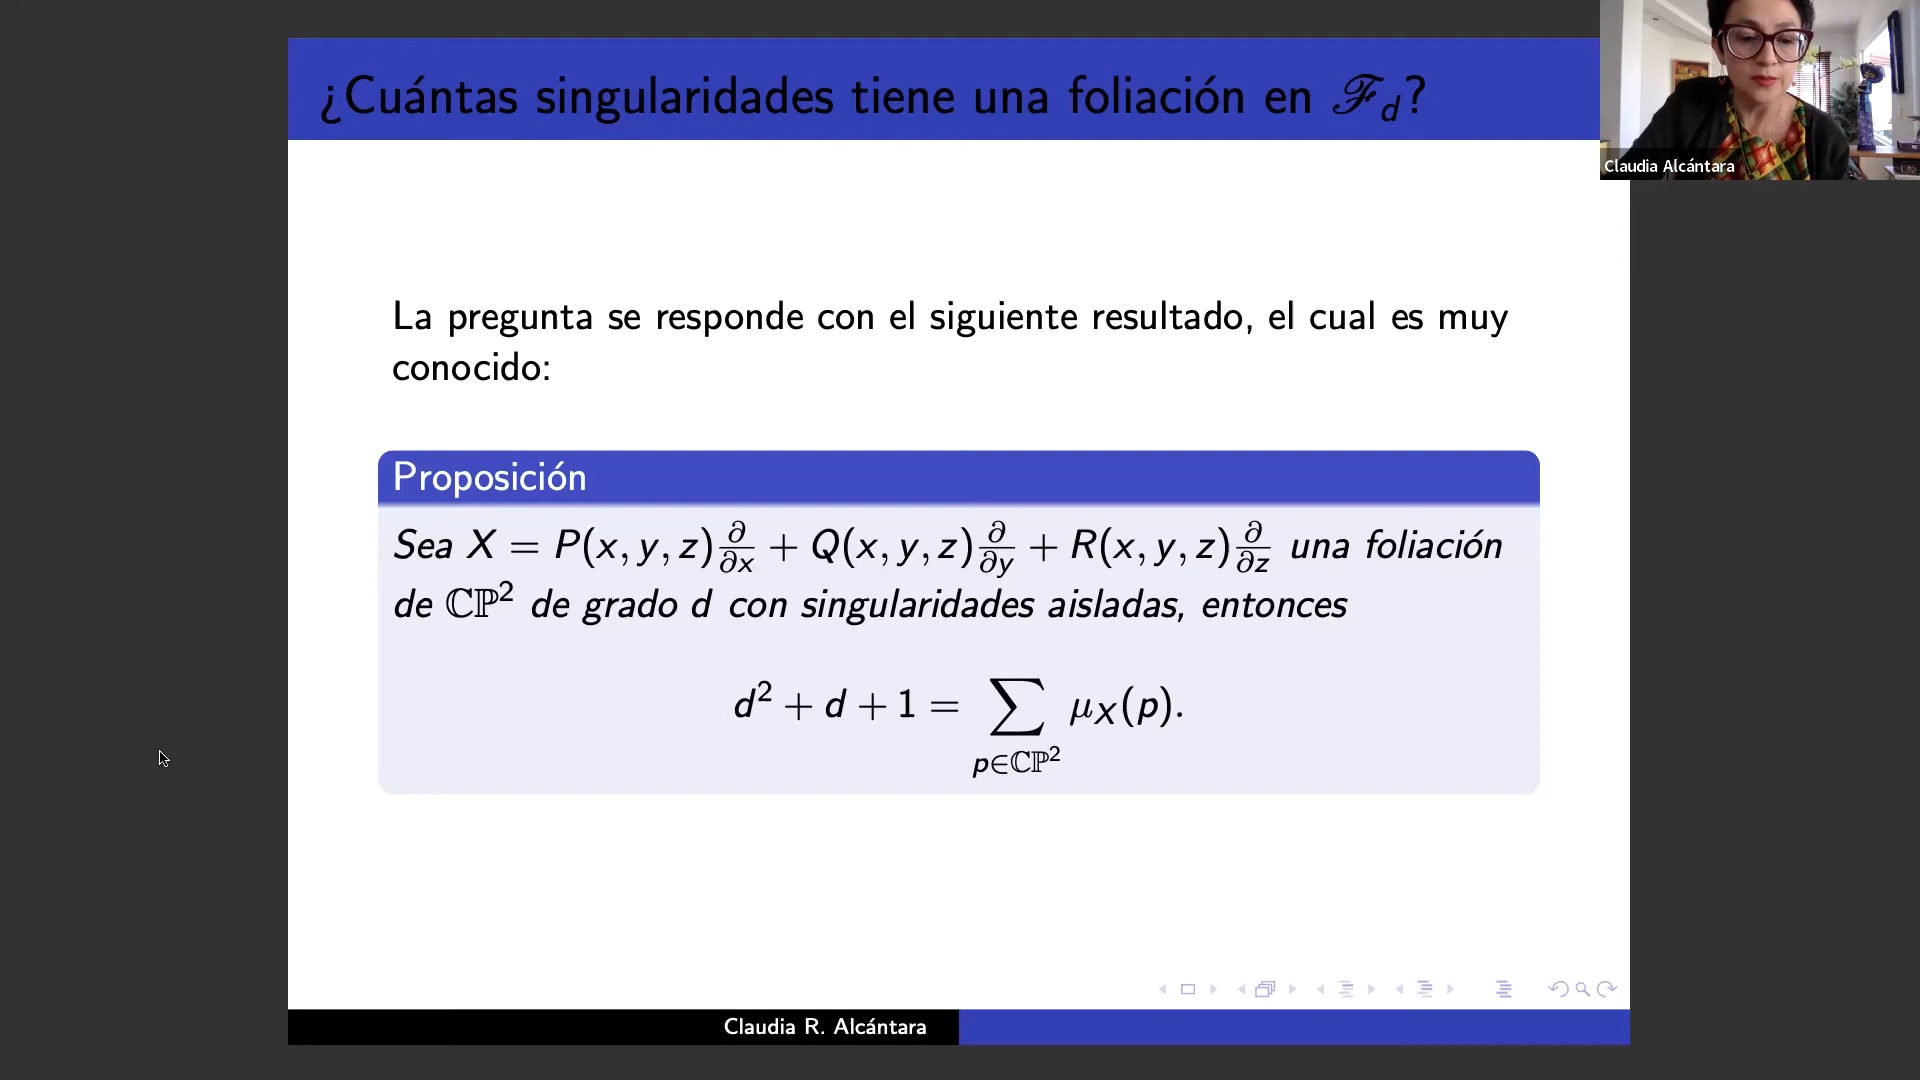 ¿Cuántas singularidades tiene una foliación en ℱ_d?
Claudia Alcántara
La pregunta se responde con el siguiente resultado, el cual es muy
conocido:
Proposición
Sea X = P(x, y, z) ∂/∂x + Q(x, y, z) ∂/∂y + R(x, y, z) ∂/∂z una foliación
de ℂℙ² de grado d con singularidades aisladas, entonces
d² + d + 1 = ∑_{p∈ℂℙ²} μ_X(p).
Claudia R. Alcántara